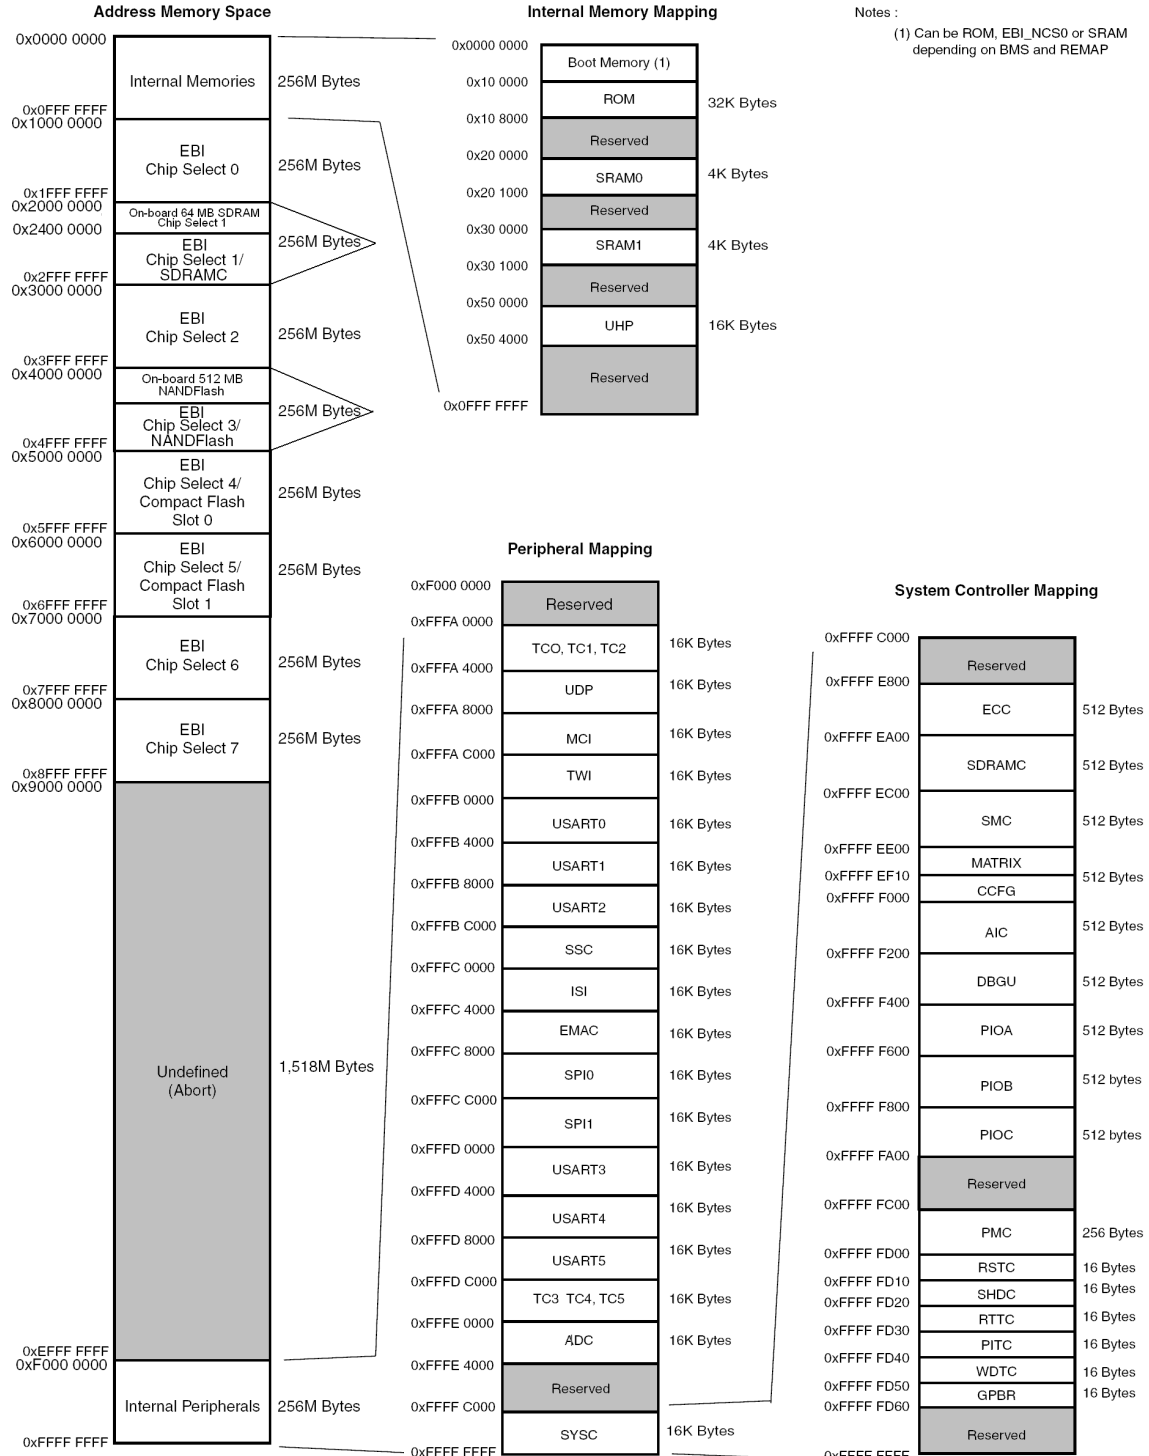 Address Memory Space
0x0000 0000
Internal Memories
256M Bytes
0x0FFF FFFF
0x1000 0000
EBI
Chip Select 0
256M Bytes
0x1FFF FFFF
0x2000 0000
On-board 64 MB SDRAM
Chip Select 1
0x2400 0000
256M Bytes
EBI
Chip Select 1/
SDRAMC
0x2FFF FFFF
0x3000 0000
EBI
Chip Select 2
256M Bytes
0x3FFF FFFF
0x4000 0000
On-board 512 MB
NANDFlash
256M Bytes
EBI
Chip Select 3/
NANDFlash
0x4FFF FFFF
0x5000 0000
EBI
Chip Select 4/
Compact Flash
Slot 0
256M Bytes
0x5FFF FFFF
0x6000 0000
EBI
Chip Select 5/
Compact Flash
Slot 1
256M Bytes
0x6FFF FFFF
0x7000 0000
EBI
Chip Select 6
256M Bytes
0x7FFF FFFF
0x8000 0000
EBI
Chip Select 7
256M Bytes
0x8FFF FFFF
0x9000 0000
Undefined
(Abort)
1,518M Bytes
0xEFFF FFFF
0xF000 0000
Internal Peripherals
256M Bytes
0xFFFF FFFF
Internal Memory Mapping
0x0000 0000
Boot Memory (1)
0x10 0000
ROM
32K Bytes
0x10 8000
Reserved
0x20 0000
SRAM0
4K Bytes
0x20 1000
Reserved
0x30 0000
SRAM1
4K Bytes
0x30 1000
Reserved
0x50 0000
UHP
16K Bytes
0x50 4000
Reserved
0x0FFF FFFF
Notes :
(1) Can be ROM, EBI_NCS0 or SRAM
depending on BMS and REMAP
Peripheral Mapping
0xF000 0000
Reserved
0xFFFA 0000
TCO, TC1, TC2
16K Bytes
0xFFFA 4000
UDP
16K Bytes
0xFFFA 8000
MCI
16K Bytes
0xFFFA C000
TWI
16K Bytes
0xFFFB 0000
USART0
16K Bytes
0xFFFB 4000
USART1
16K Bytes
0xFFFB 8000
USART2
16K Bytes
0xFFFB C000
SSC
16K Bytes
0xFFFC 0000
ISI
16K Bytes
0xFFFC 4000
EMAC
16K Bytes
0xFFFC 8000
SPI0
16K Bytes
0xFFFC C000
SPI1
16K Bytes
0xFFFD 0000
USART3
16K Bytes
0xFFFD 4000
USART4
16K Bytes
0xFFFD 8000
USART5
16K Bytes
0xFFFD C000
TC3 TC4, TC5
16K Bytes
0xFFFE 0000
ADC
16K Bytes
0xFFFE 4000
Reserved
0xFFFF C000
SYSC
16K Bytes
0xFFFF FFFF
System Controller Mapping
0xFFFF C000
Reserved
0xFFFF E800
ECC
512 Bytes
0xFFFF EA00
SDRAMC
512 Bytes
0xFFFF EC00
SMC
512 Bytes
0xFFFF EE00
MATRIX
0xFFFF EF10
512 Bytes
CCFG
0xFFFF F000
AIC
512 Bytes
0xFFFF F200
DBGU
512 Bytes
0xFFFF F400
PIOA
512 Bytes
0xFFFF F600
PIOB
512 bytes
0xFFFF F800
PIOC
512 bytes
0xFFFF FA00
Reserved
0xFFFF FC00
PMC
256 Bytes
0xFFFF FD00
RSTC
16 Bytes
0xFFFF FD10
SHDC
16 Bytes
0xFFFF FD20
RTTC
16 Bytes
0xFFFF FD30
PITC
16 Bytes
0xFFFF FD40
WDTC
16 Bytes
0xFFFF FD50
GPBR
16 Bytes
0xFFFF FD60
Reserved